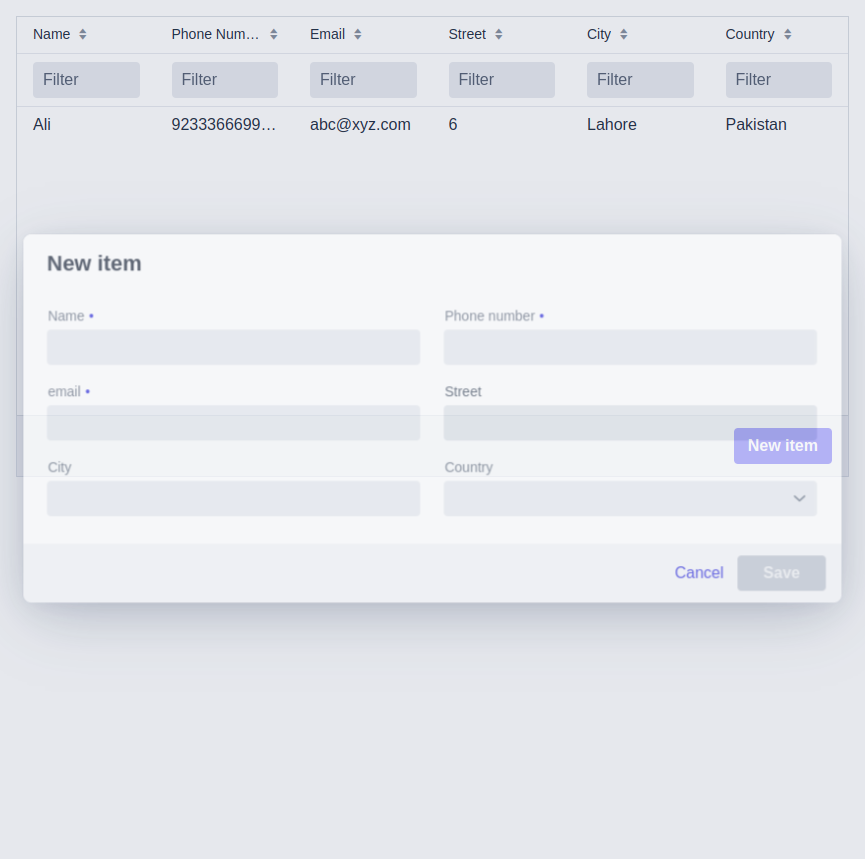 Name Phone Num... Email Street City Country
Filter Filter Filter Filter Filter Filter
Ali 9233366699... abc@xyz.com 6 Lahore Pakistan
New item
Name • Phone number •
email • Street
New item
City Country
Cancel Save